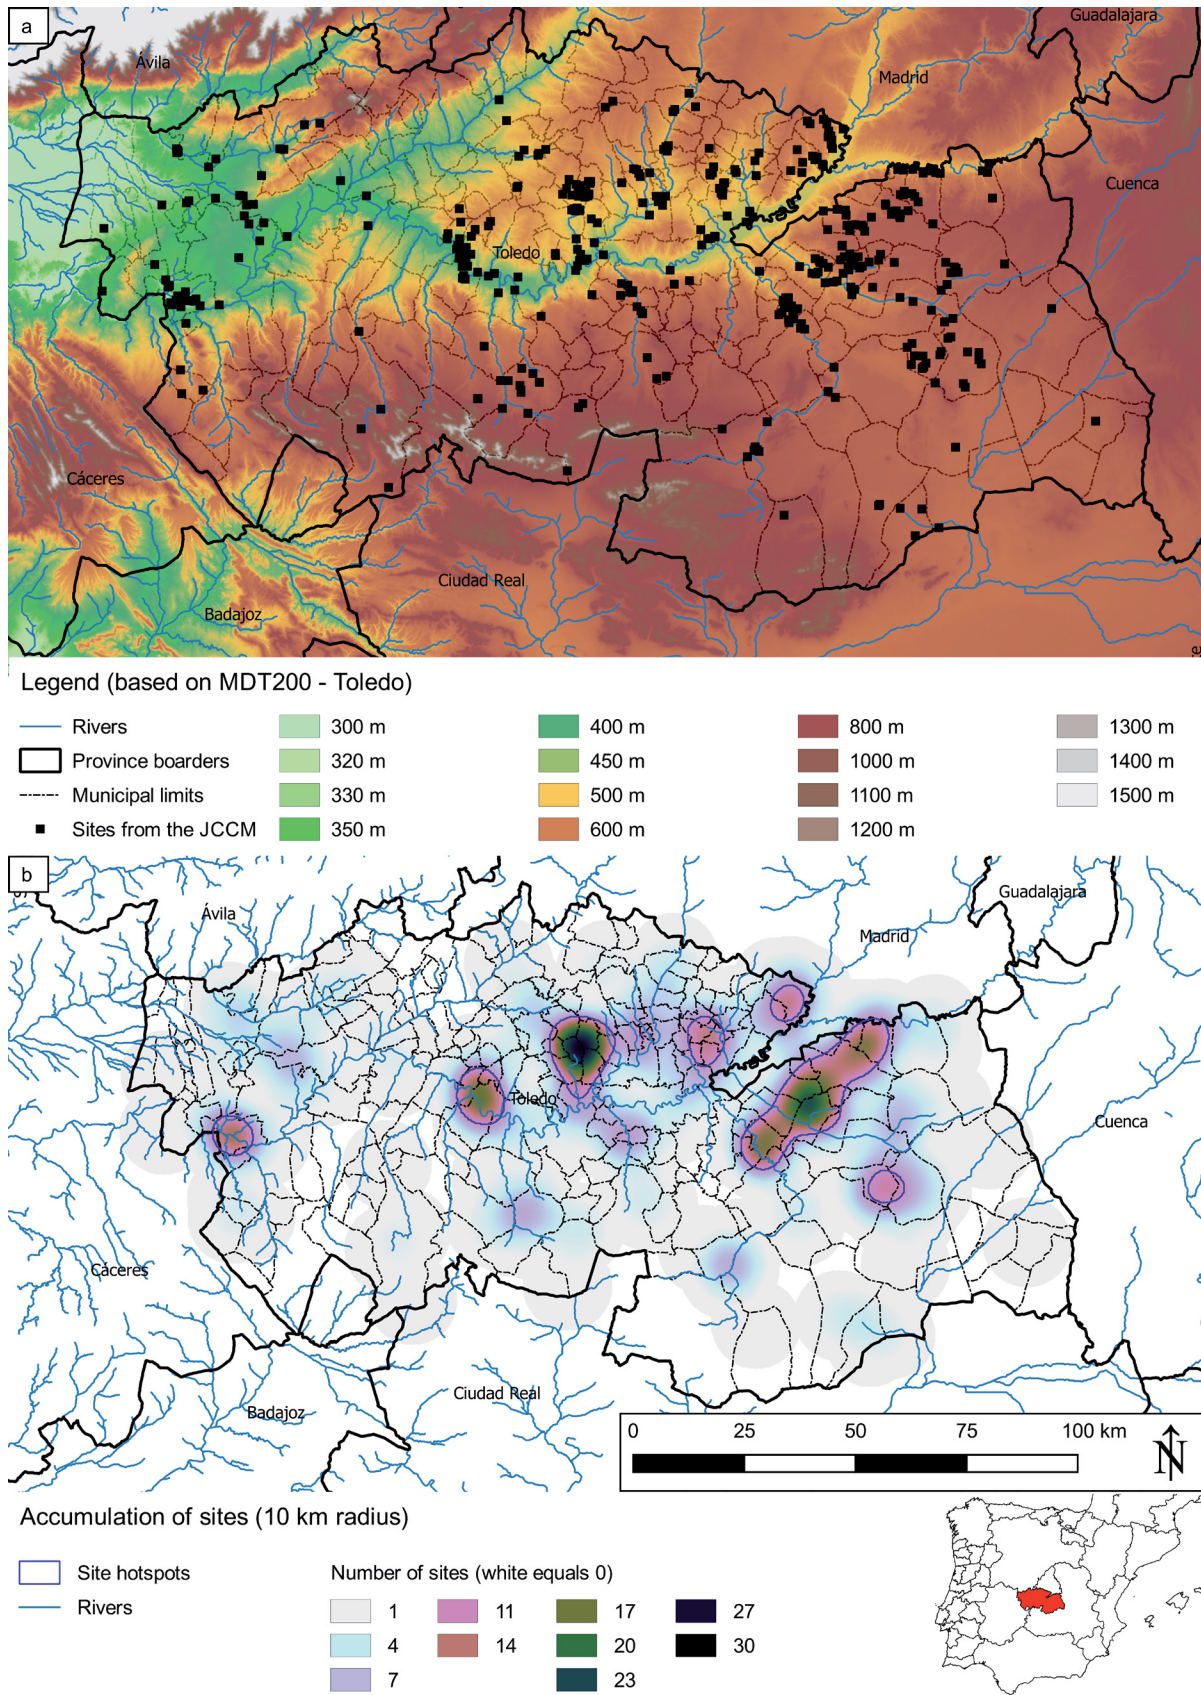 a
Guadalajara
Ávila
Madrid
Cuenca
Toledo
Cáceres
Ciudad Real
Badajoz
Legend (based on MDT200 - Toledo)
Rivers
300 m
400 m
800 m
1300 m
Province boarders
320 m
450 m
1000 m
1400 m
Municipal limits
330 m
500 m
1100 m
1500 m
Sites from the JCCM
350 m
600 m
1200 m
b
Guadalajara
Ávila
Madrid
Toledo
Cuenca
Cáceres
Ciudad Real
Badajoz
0 25 50 75 100 km
N
Accumulation of sites (10 km radius)
Site hotspots
Number of sites (white equals 0)
Rivers
1 11 17 27
4 14 20 30
7 23